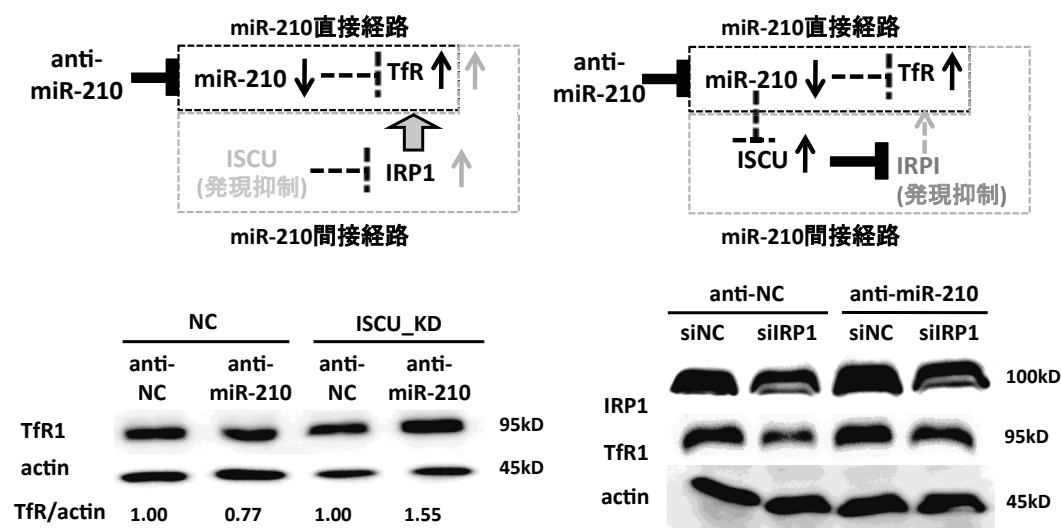 miR-210直接経路
anti-
miR-210
miR-210
TfR
ISCU
(発現抑制)
IRP1
miR-210間接経路
NC
ISCU_KD
anti-
NC
anti-
miR-210
anti-
NC
anti-
miR-210
TfR1
95kD
actin
45kD
TfR/actin 1.00 0.77 1.00 1.55
miR-210直接経路
anti-
miR-210
miR-210
TfR
ISCU
IRPI
(発現抑制)
miR-210間接経路
anti-NC
anti-miR-210
siNC siIRP1 siNC siIRP1
100kD
IRP1
TfR1
95kD
actin
45kD